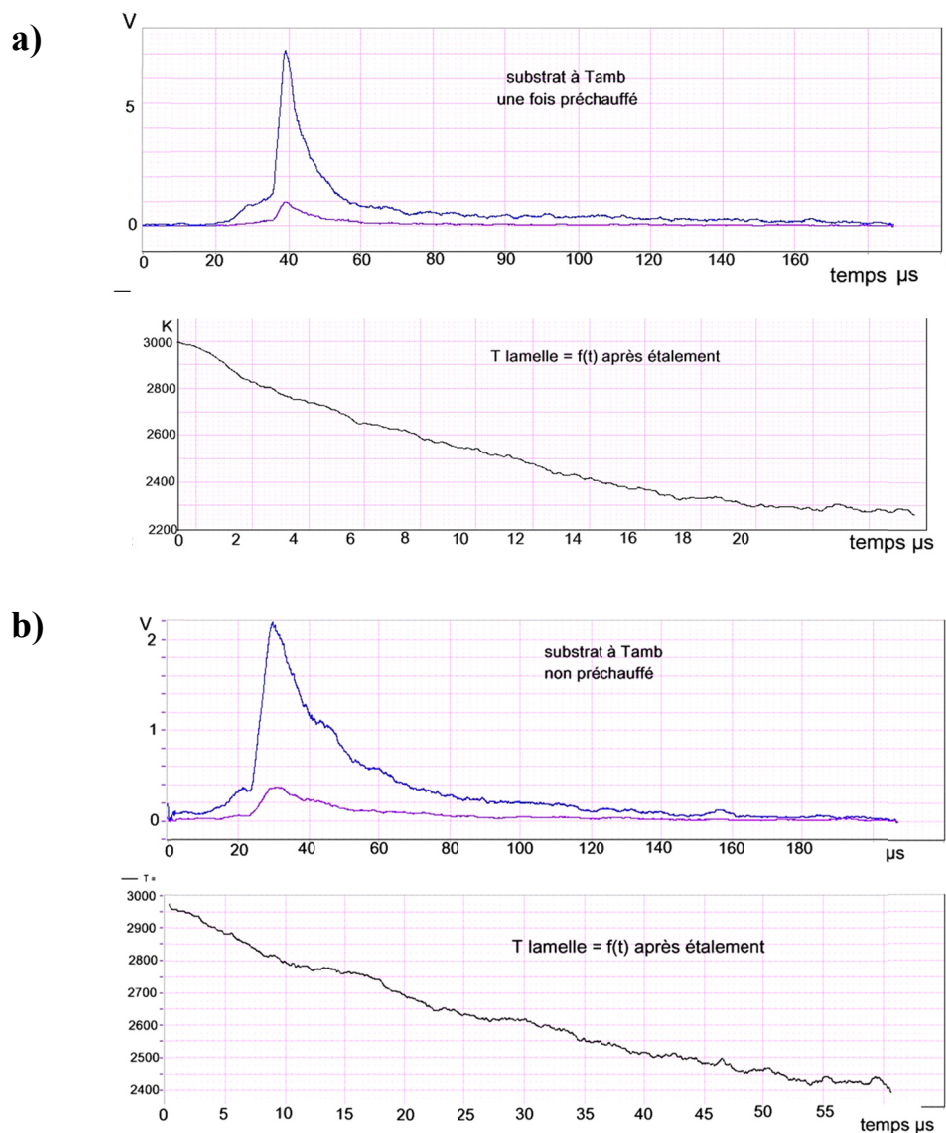 a)
V
substrat à Tamb
une fois préchauffé
5
0
0 20 40 60 80 90 100 120 140 160
temps µs
K
3000
T lamelle = f(t) après étalement
2800
2600
2400
2200
0 2 4 6 8 10 12 14 16 18 20
temps µs
b)
V
2
substrat à Tamb
non préchauffé
1
0
0 20 40 60 80 100 120 140 160 180
µs
3000
2900
T lamelle = f(t) après étalement
2800
2700
2600
2500
2400
0 5 10 15 20 25 30 35 40 45 50 55
temps µs